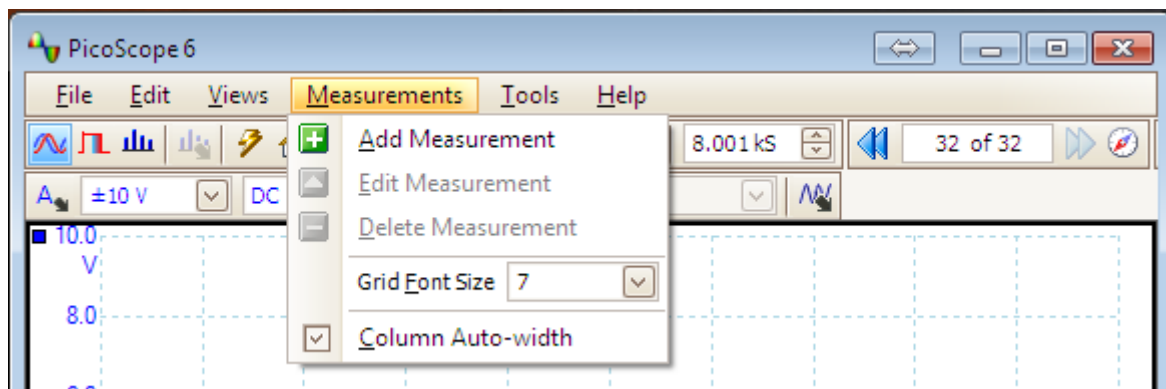 PicoScope 6
File Edit Views Measurements Tools Help
8.001 kS 32 of 32
A ±10 V DC
Add Measurement
Edit Measurement
Delete Measurement
Grid Font Size 7
Column Auto-width
10.0
V
8.0